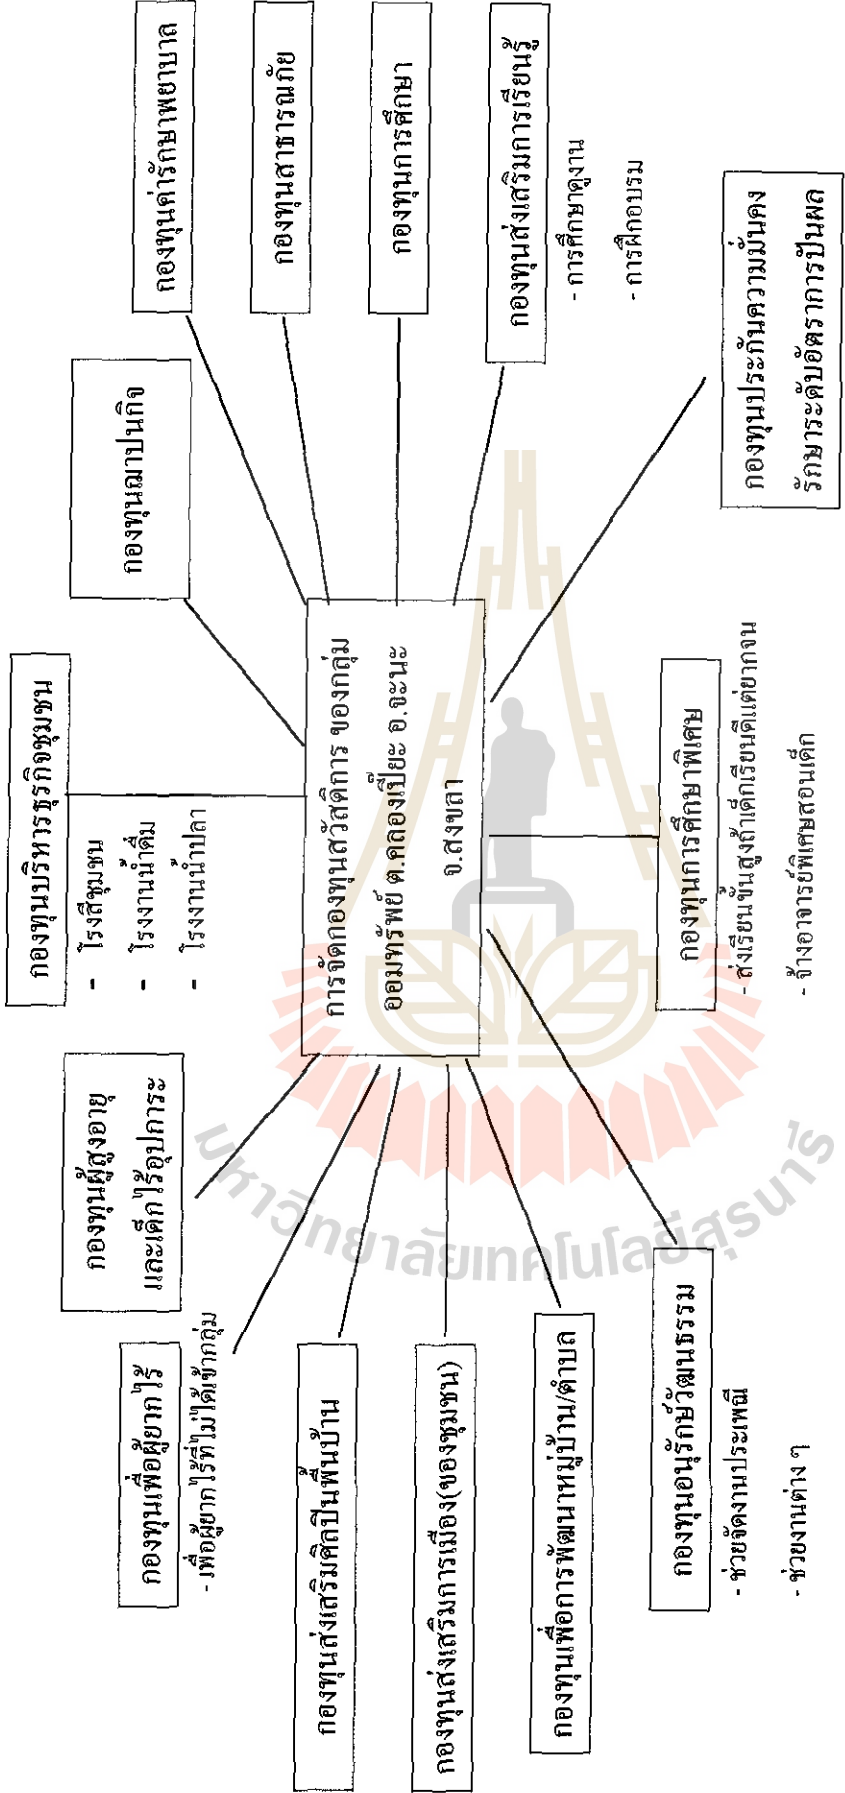 กองทุนบริหารธุรกิจชุมชน
- โรงสีชุมชน
- โรงงานน้ำดื่ม
- โรงงานน้ำปลา
กองทุนผู้สูงอายุ
และเด็กไร้อุปการะ
กองทุนฌาปนกิจ
กองทุนเพื่อผู้ยากไร้
- เพื่อผู้ยากไร้ที่ไม่ได้เข้ากลุ่ม
กองทุนค่ารักษาพยาบาล
กองทุนสาธารณภัย
กองทุนส่งเสริมศิลปินพื้นบ้าน
การจัดกองทุนสวัสดิการ ของกลุ่ม
ออมทรัพย์ ต.คลองเปียะ อ.จะนะ
จ.สงขลา
กองทุนการศึกษา
กองทุนส่งเสริมการเมือง(ของชุมชน)
กองทุนส่งเสริมการเรียนรู้
- การศึกษาดูงาน
- การฝึกอบรม
กองทุนเพื่อการพัฒนาหมู่บ้าน/ตำบล
กองทุนอนุรักษ์วัฒนธรรม
- ช่วยจัดงานประเพณี
- ช่วยงานต่าง ๆ
กองทุนการศึกษาพิเศษ
- ส่งเรียนขั้นสูงถ้าเด็กเรียนดีแต่ยากจน
- จ้างอาจารย์พิเศษสอนเด็ก
กองทุนประกันความมั่นคง
รักษาระดับอัตราการปันผล
มหาวิทยาลัยเทคโนโลยีสุรนารี